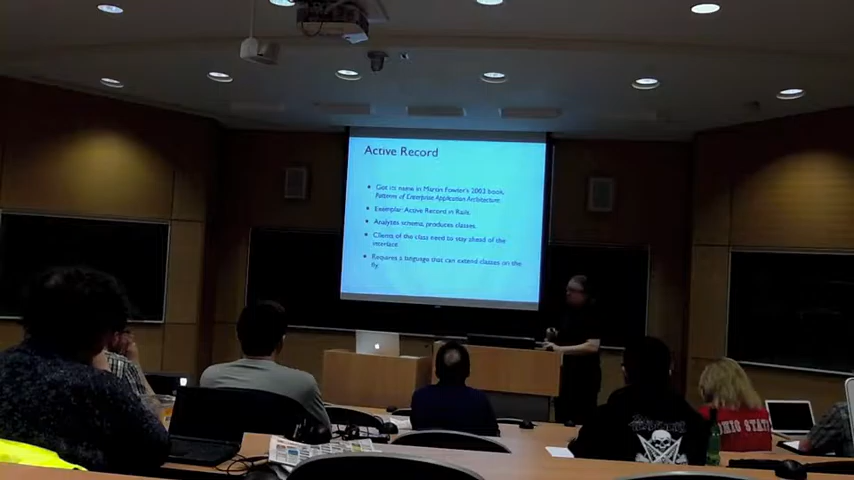 Active Record
• Got its name in Martin Fowler's 2003 book,
Patterns of Enterprise Application Architecture.
• Exemplar: Active Record in Rails.
• Analyzes schema, produces classes.
• Clients of the class need to stay ahead of the
interface.
• Requires a language that can extend classes on the
fly.
OHIO STATE